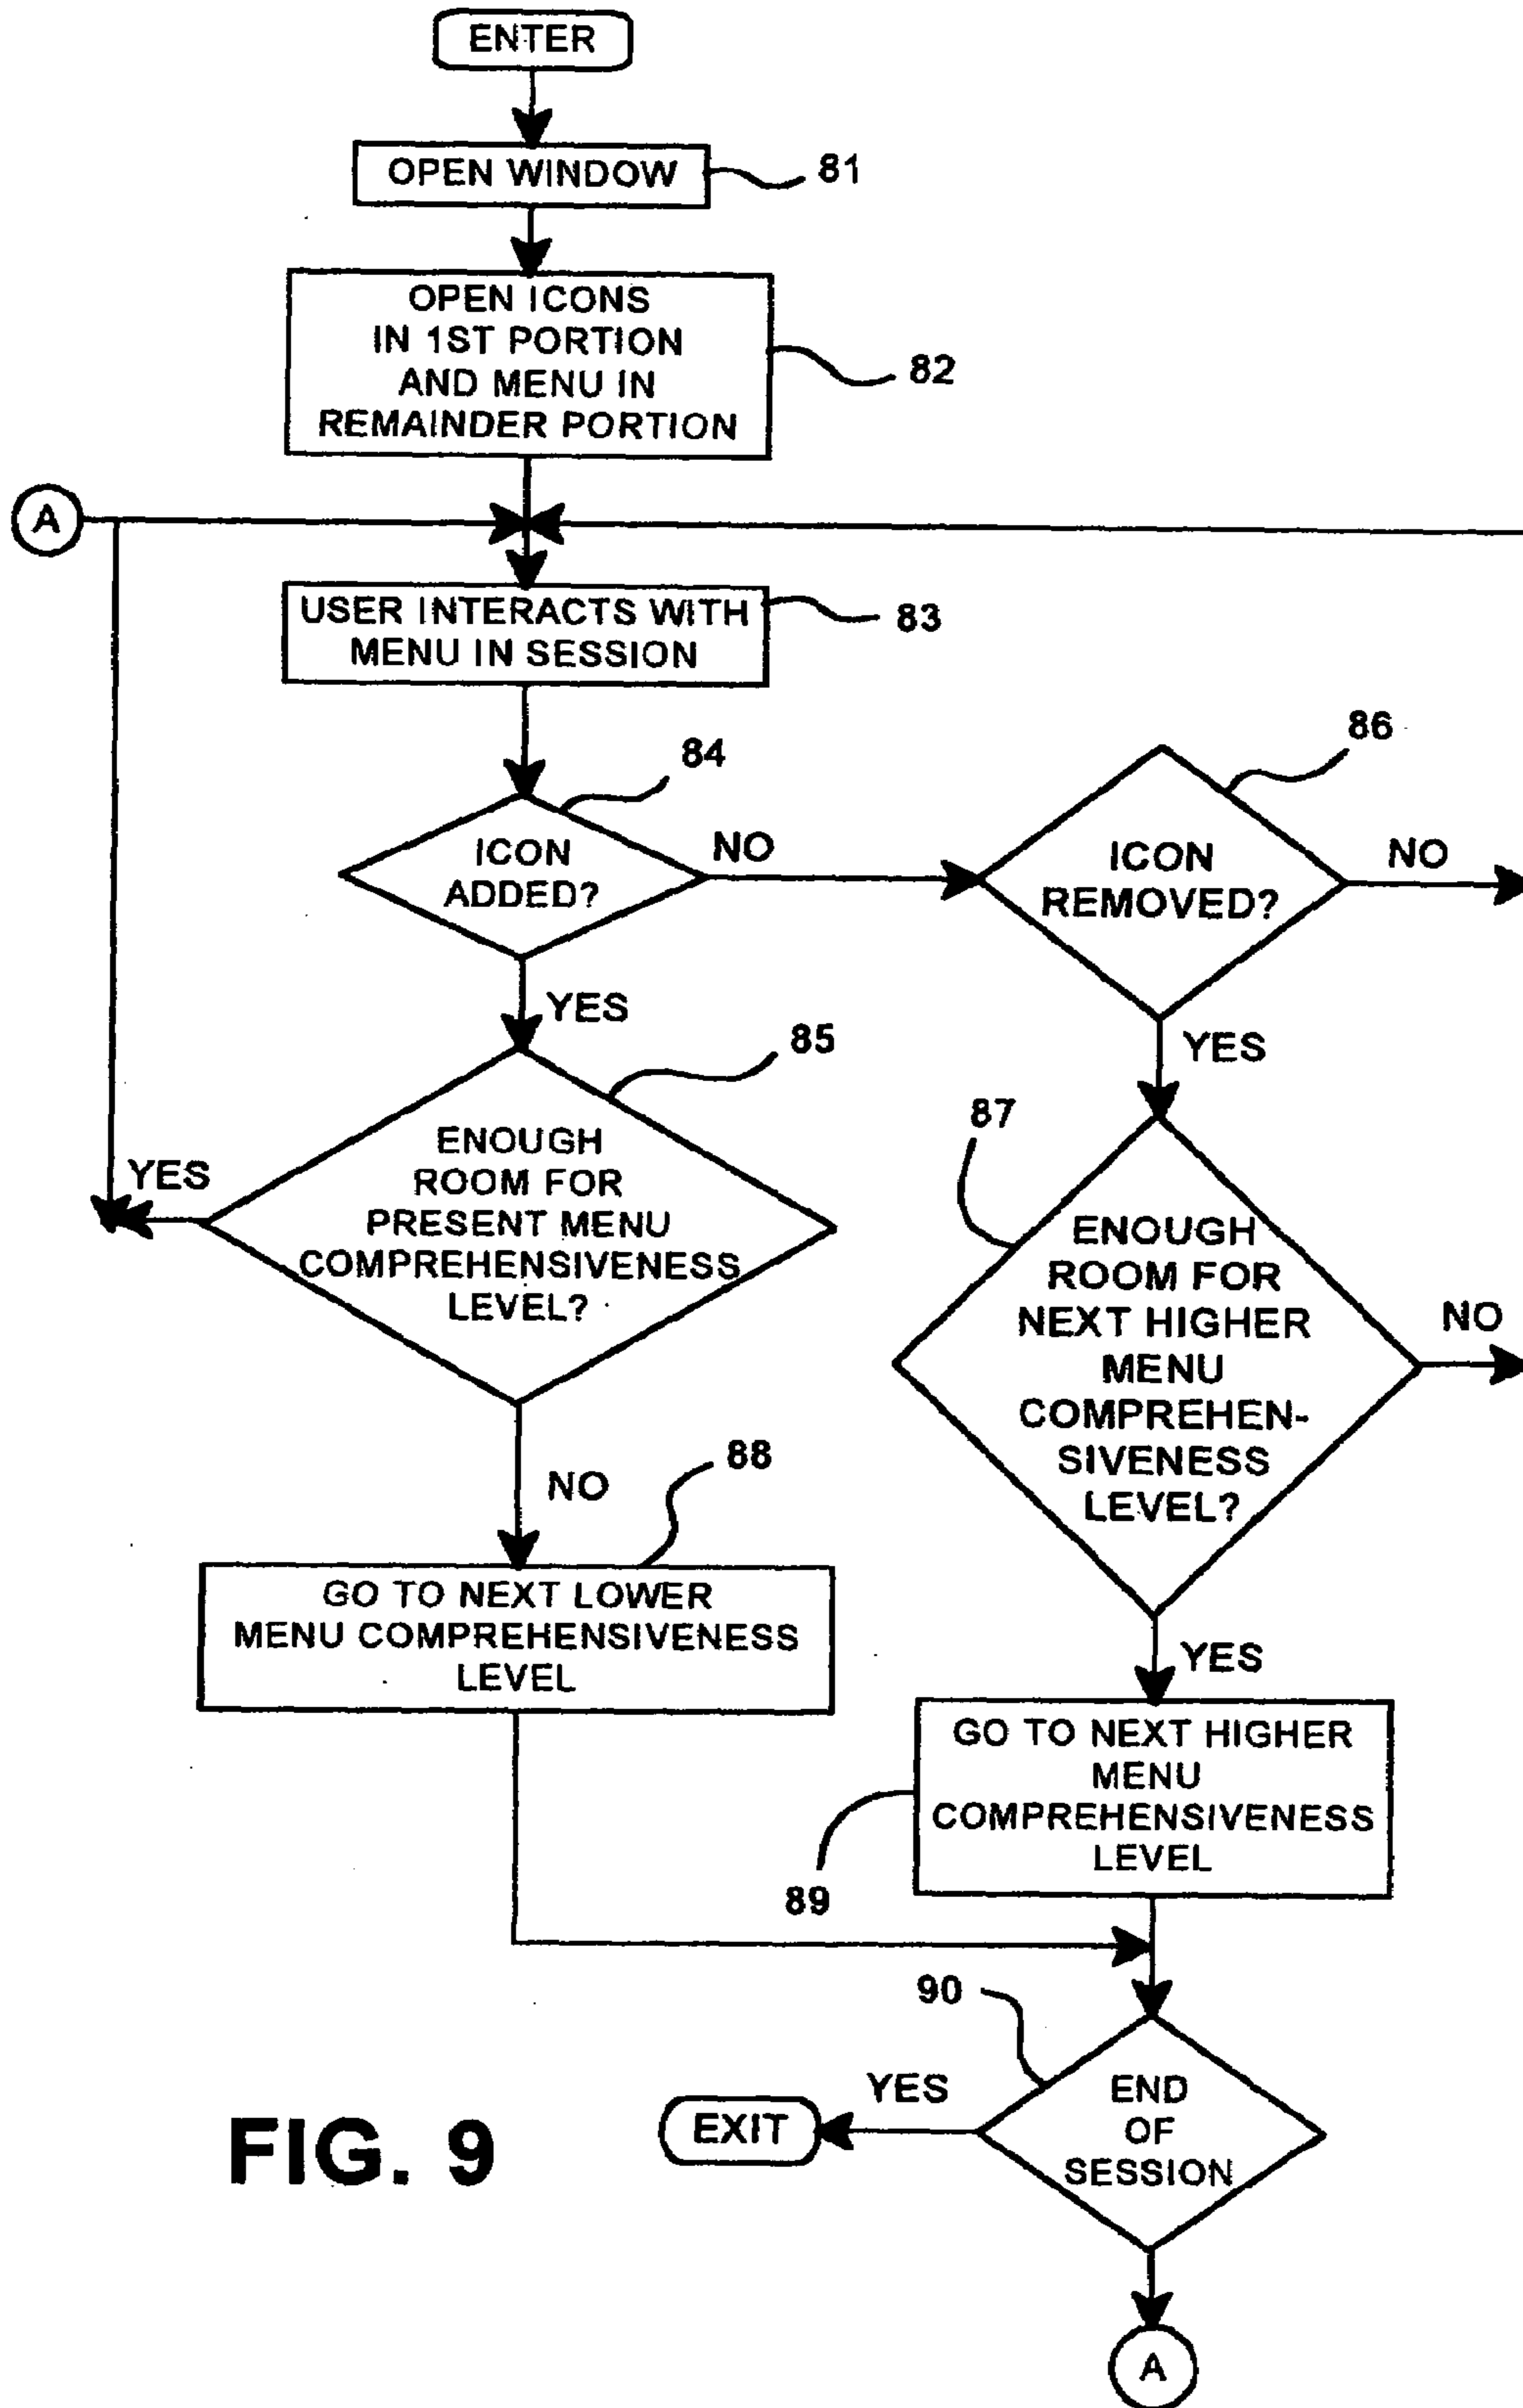 ENTER
OPEN WINDOW
81
OPEN ICONS
IN 1ST PORTION
AND MENU IN
REMAINDER PORTION
82
A
USER INTERACTS WITH
MENU IN SESSION
83
84
ICON
ADDED?
NO
86
ICON
REMOVED?
NO
YES
YES
85
ENOUGH
ROOM FOR
PRESENT MENU
COMPREHENSIVENESS
LEVEL?
YES
87
ENOUGH
ROOM FOR
NEXT HIGHER
MENU
COMPREHEN-
SIVENESS
LEVEL?
NO
NO
88
GO TO NEXT LOWER
MENU COMPREHENSIVENESS
LEVEL
YES
GO TO NEXT HIGHER
MENU
COMPREHENSIVENESS
LEVEL
89
90
END
OF
SESSION
YES
EXIT
FIG. 9
A